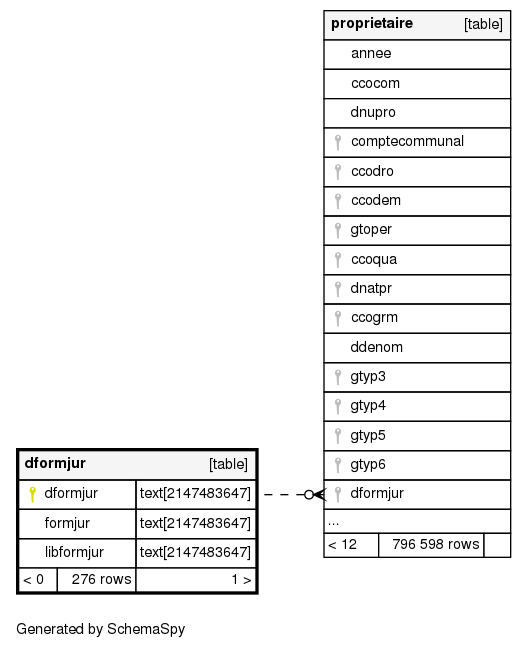 proprietaire [table]
annee
ccocom
dnupro
comptecommunal
ccodro
ccodem
gtoper
ccoqua
dnatpr
ccogrm
ddenom
gtyp3
gtyp4
gtyp5
gtyp6
dformjur
...
< 12 796 598 rows
dformjur [table]
dformjur text[2147483647]
formjur text[2147483647]
libformjur text[2147483647]
< 0 276 rows 1 >
Generated by SchemaSpy